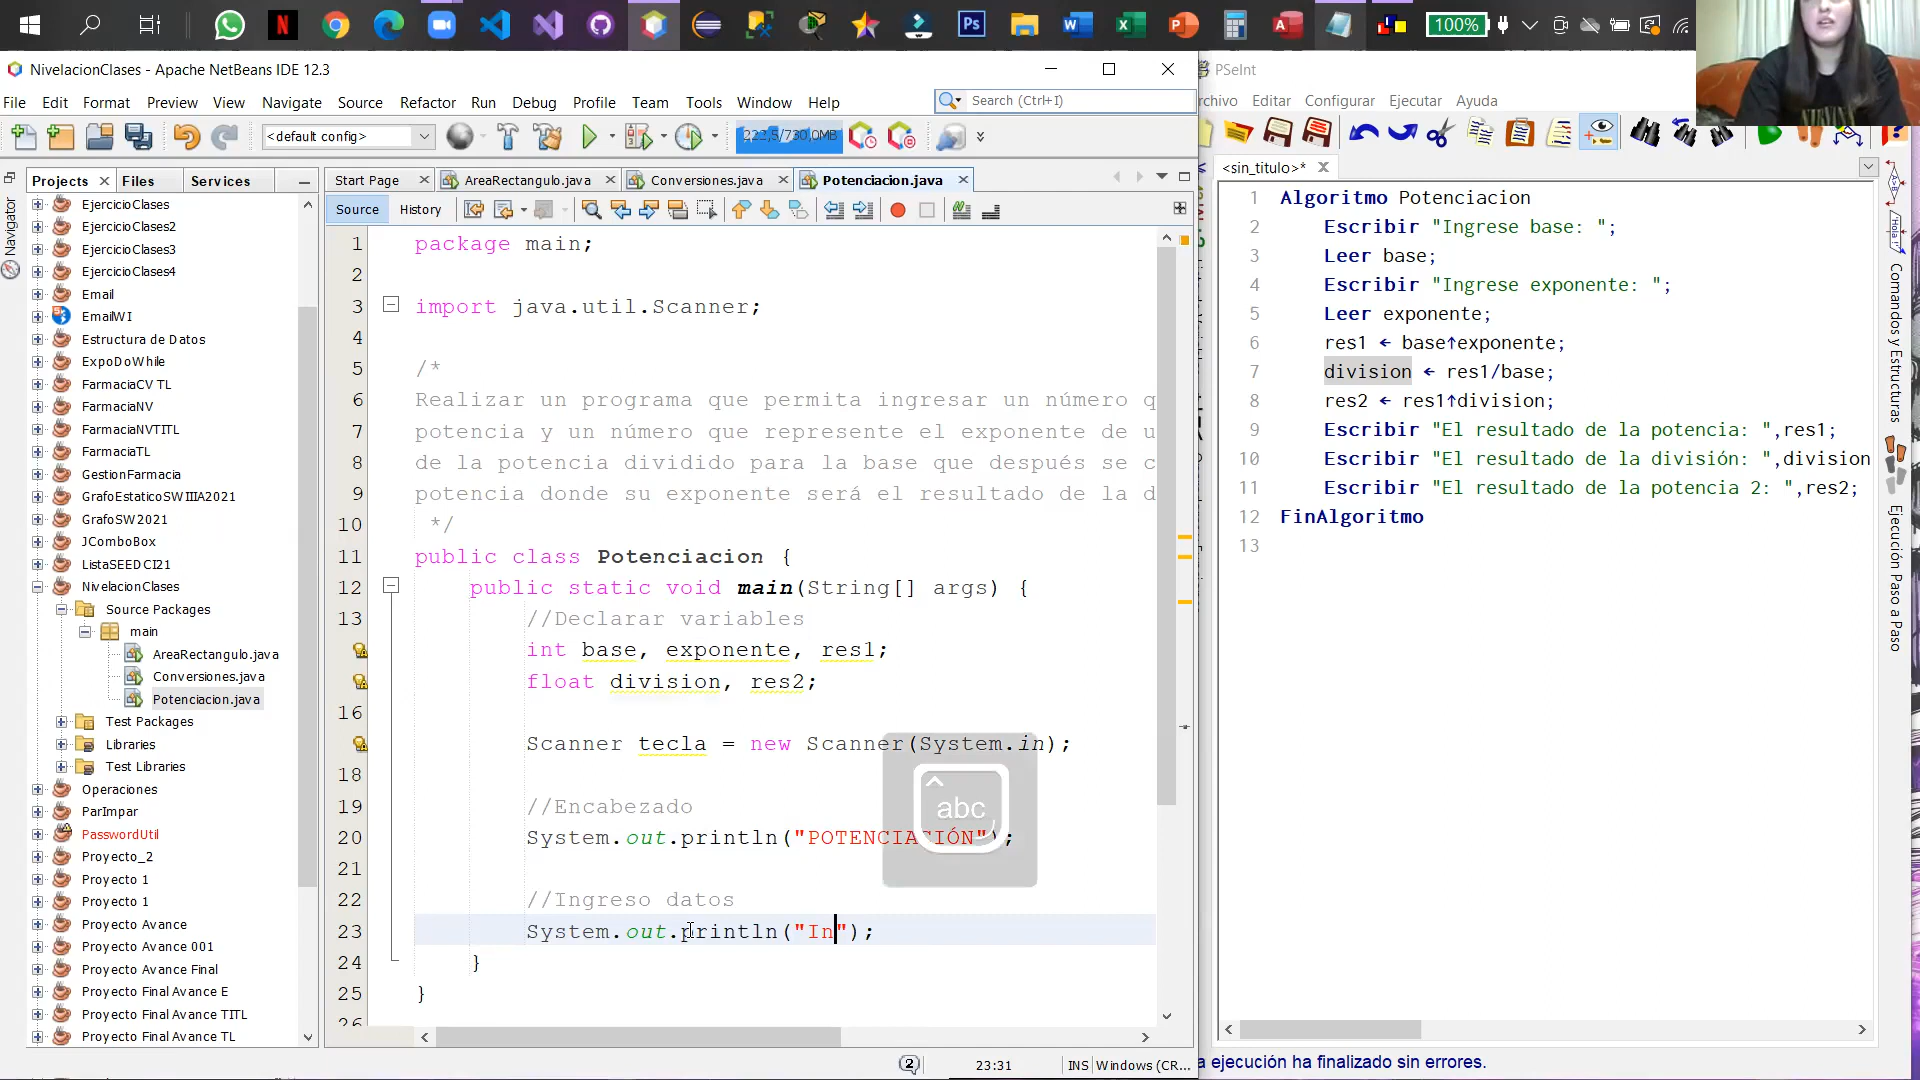 100%
NivelacionClases - Apache NetBeans IDE 12.3
File Edit Format Preview View Navigate Source Refactor Run Debug Profile Team Tools Window Help
Search (Ctrl+I)
<default config>
222,5/730,0MB
Projects Files Services
Navigator
EjercicioClases
EjercicioClases2
EjercicioClases3
EjercicioClases4
Email
EmailWI
Estructura de Datos
ExpoDoWhile
FarmaciaCV TL
FarmaciaNV
FarmaciaNVTITL
FarmaciaTL
GestionFarmacia
GrafoEstaticoSWIIIA2021
GrafoSW2021
JComboBox
ListaSEEDCI21
NivelacionClases
Source Packages
main
AreaRectangulo.java
Conversiones.java
Potenciacion.java
Test Packages
Libraries
Test Libraries
Operaciones
ParImpar
PasswordUtil
Proyecto_2
Proyecto 1
Proyecto 1
Proyecto Avance
Proyecto Avance 001
Proyecto Avance Final
Proyecto Final Avance E
Proyecto Final Avance TITL
Proyecto Final Avance TL
Start Page AreaRectangulo.java Conversiones.java Potenciacion.java
Source History
1 package main;
2
3 import java.util.Scanner;
4
5 /*
6 Realizar un programa que permita ingresar un número q
7 potencia y un número que represente el exponente de u
8 de la potencia dividido para la base que después se c
9 potencia donde su exponente será el resultado de la d
10 */
11 public class Potenciacion {
12 public static void main(String[] args) {
13 //Declarar variables
int base, exponente, res1;
float division, res2;
16
Scanner tecla = new Scanner(System.in);
18
19 //Encabezado
20 System.out.println("POTENCIACIÓN");
21
22 //Ingreso datos
23 System.out.println("In");
24 }
25 }
26
abc
2
23:31 INS Windows (CR...
PSeInt
rchivo Editar Configurar Ejecutar Ayuda
<sin_titulo>*
1 Algoritmo Potenciacion
2 Escribir "Ingrese base: ";
3 Leer base;
4 Escribir "Ingrese exponente: ";
5 Leer exponente;
6 res1 ← base↑exponente;
7 division ← res1/base;
8 res2 ← res1↑division;
9 Escribir "El resultado de la potencia: ",res1;
10 Escribir "El resultado de la división: ",division
11 Escribir "El resultado de la potencia 2: ",res2;
12 FinAlgoritmo
13
Comandos y Estructuras
Ejecución Paso a Paso
a ejecución ha finalizado sin errores.